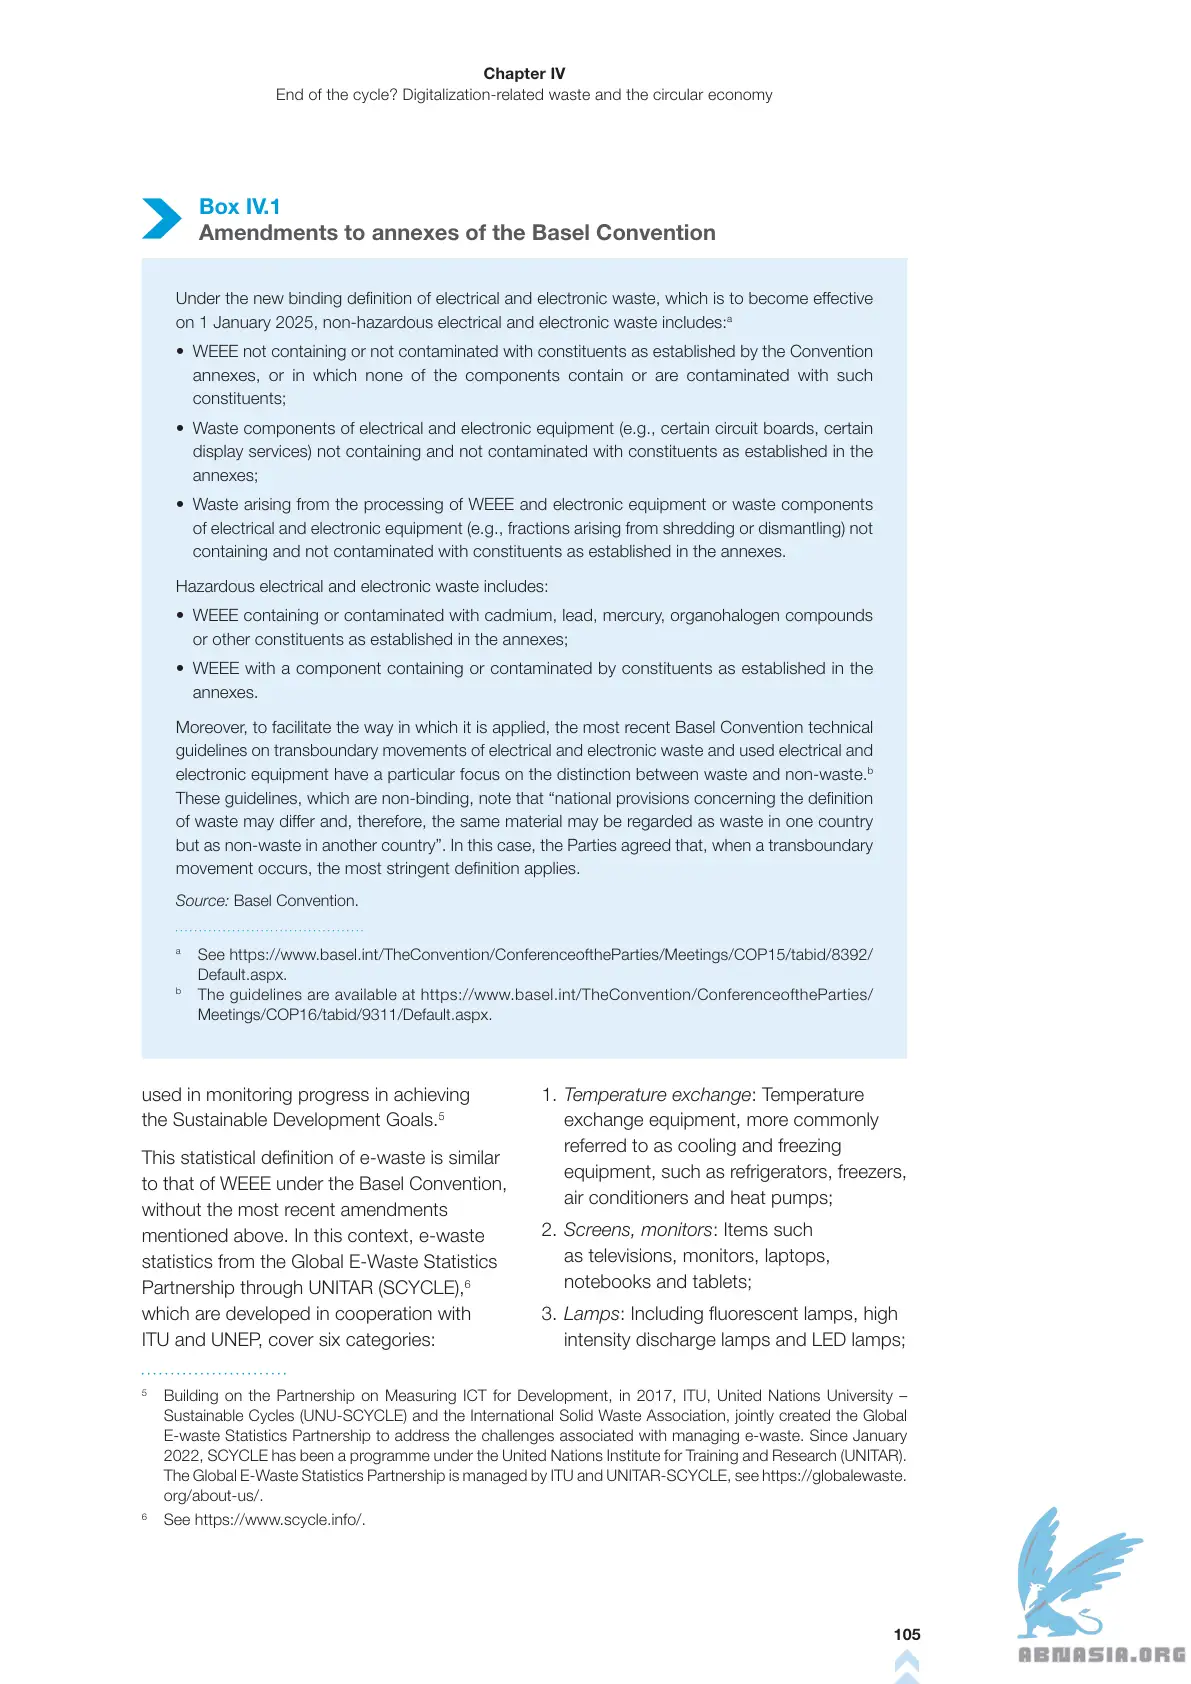 Chapter IV
End of the cycle? Digitalization-related waste and the circular economy
Box IV.1
Amendments to annexes of the Basel Convention
Under the new binding definition of electrical and electronic waste, which is to become effective
on 1 January 2025, non-hazardous electrical and electronic waste includes:a
• WEEE not containing or not contaminated with constituents as established by the Convention
annexes, or in which none of the components contain or are contaminated with such
constituents;
• Waste components of electrical and electronic equipment (e.g., certain circuit boards, certain
display services) not containing and not contaminated with constituents as established in the
annexes;
• Waste arising from the processing of WEEE and electronic equipment or waste components
of electrical and electronic equipment (e.g., fractions arising from shredding or dismantling) not
containing and not contaminated with constituents as established in the annexes.
Hazardous electrical and electronic waste includes:
• WEEE containing or contaminated with cadmium, lead, mercury, organohalogen compounds
or other constituents as established in the annexes;
• WEEE with a component containing or contaminated by constituents as established in the
annexes.
Moreover, to facilitate the way in which it is applied, the most recent Basel Convention technical
guidelines on transboundary movements of electrical and electronic waste and used electrical and
electronic equipment have a particular focus on the distinction between waste and non-waste.b
These guidelines, which are non-binding, note that “national provisions concerning the definition
of waste may differ and, therefore, the same material may be regarded as waste in one country
but as non-waste in another country”. In this case, the Parties agreed that, when a transboundary
movement occurs, the most stringent definition applies.
Source: Basel Convention.
a See https://www.basel.int/TheConvention/ConferenceoftheParties/Meetings/COP15/tabid/8392/
Default.aspx.
b The guidelines are available at https://www.basel.int/TheConvention/ConferenceoftheParties/
Meetings/COP16/tabid/9311/Default.aspx.
used in monitoring progress in achieving
the Sustainable Development Goals.5
This statistical definition of e-waste is similar
to that of WEEE under the Basel Convention,
without the most recent amendments
mentioned above. In this context, e-waste
statistics from the Global E-Waste Statistics
Partnership through UNITAR (SCYCLE),6
which are developed in cooperation with
ITU and UNEP, cover six categories:
1. Temperature exchange: Temperature
exchange equipment, more commonly
referred to as cooling and freezing
equipment, such as refrigerators, freezers,
air conditioners and heat pumps;
2. Screens, monitors: Items such
as televisions, monitors, laptops,
notebooks and tablets;
3. Lamps: Including fluorescent lamps, high
intensity discharge lamps and LED lamps;
5 Building on the Partnership on Measuring ICT for Development, in 2017, ITU, United Nations University –
Sustainable Cycles (UNU-SCYCLE) and the International Solid Waste Association, jointly created the Global
E-waste Statistics Partnership to address the challenges associated with managing e-waste. Since January
2022, SCYCLE has been a programme under the United Nations Institute for Training and Research (UNITAR).
The Global E-Waste Statistics Partnership is managed by ITU and UNITAR-SCYCLE, see https://globalewaste.
org/about-us/.
6 See https://www.scycle.info/.
105
ABNASIA.ORG